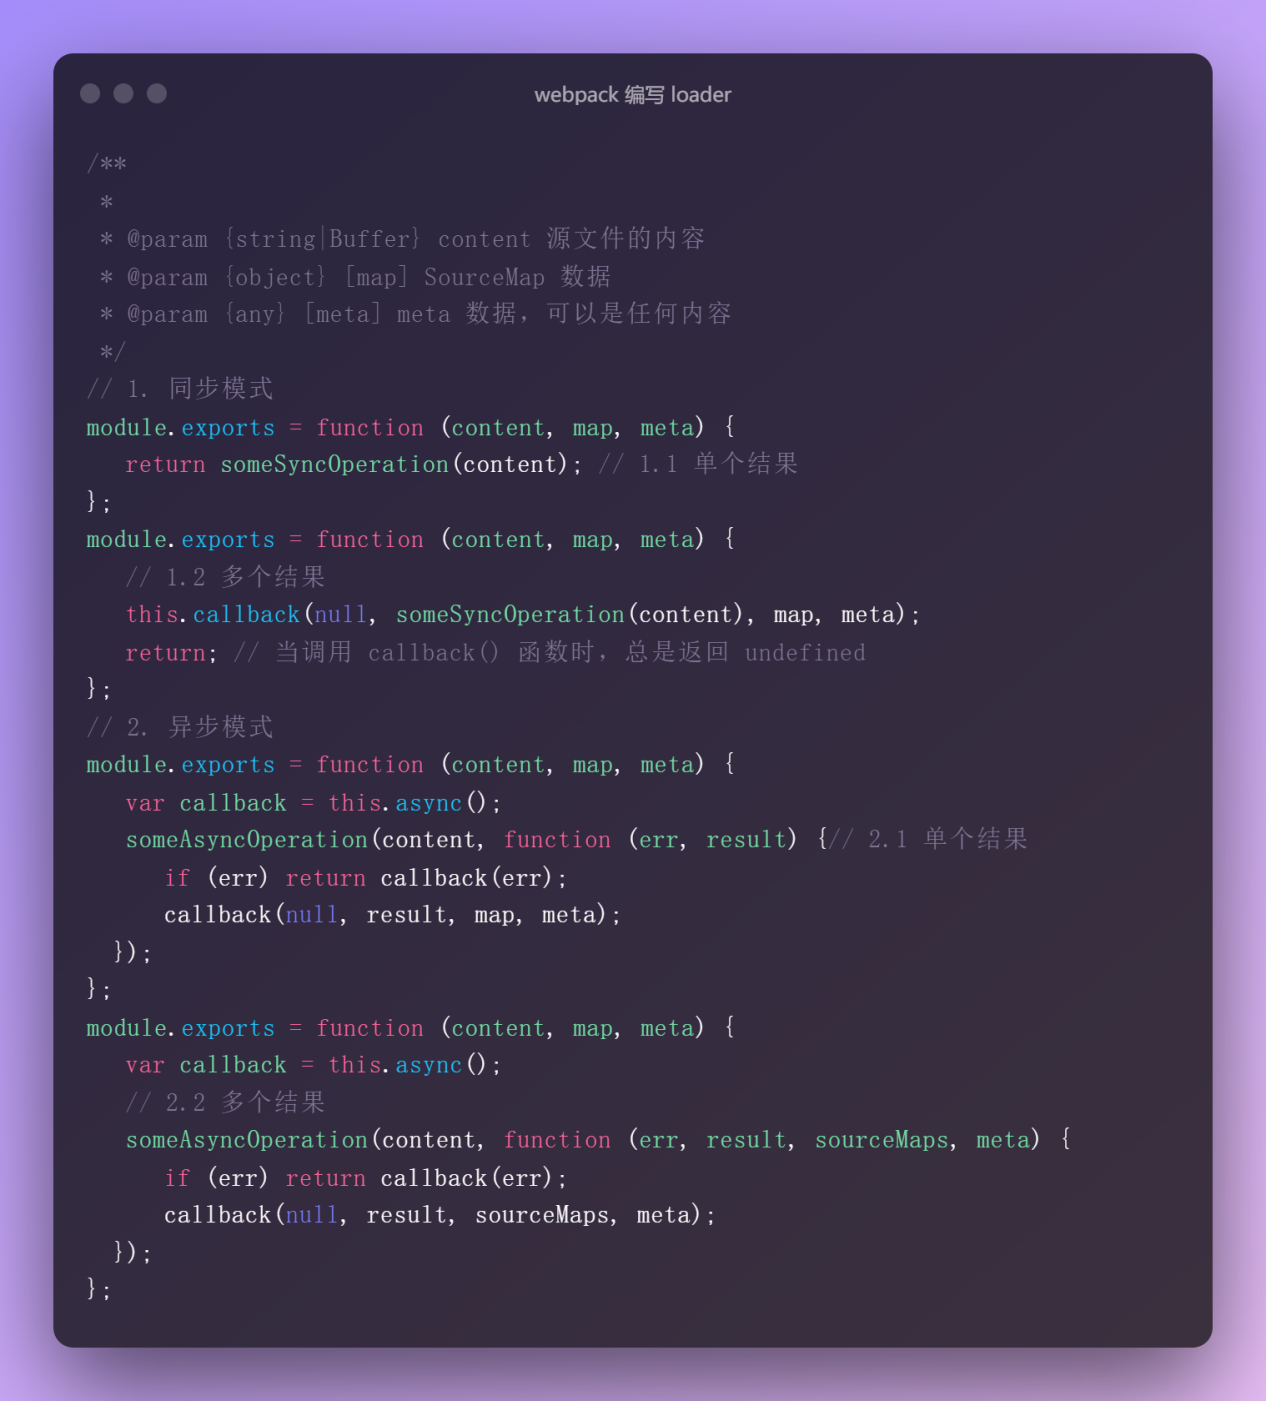 webpack 编写 loader
/**
 *
 * @param {string|Buffer} content 源文件的内容
 * @param {object} [map] SourceMap 数据
 * @param {any} [meta] meta 数据，可以是任何内容
 */
// 1. 同步模式
module.exports = function (content, map, meta) {
   return someSyncOperation(content); // 1.1 单个结果
};
module.exports = function (content, map, meta) {
   // 1.2 多个结果
   this.callback(null, someSyncOperation(content), map, meta);
   return; // 当调用 callback() 函数时，总是返回 undefined
};
// 2. 异步模式
module.exports = function (content, map, meta) {
   var callback = this.async();
   someAsyncOperation(content, function (err, result) {// 2.1 单个结果
      if (err) return callback(err);
      callback(null, result, map, meta);
  });
};
module.exports = function (content, map, meta) {
   var callback = this.async();
   // 2.2 多个结果
   someAsyncOperation(content, function (err, result, sourceMaps, meta) {
      if (err) return callback(err);
      callback(null, result, sourceMaps, meta);
  });
};